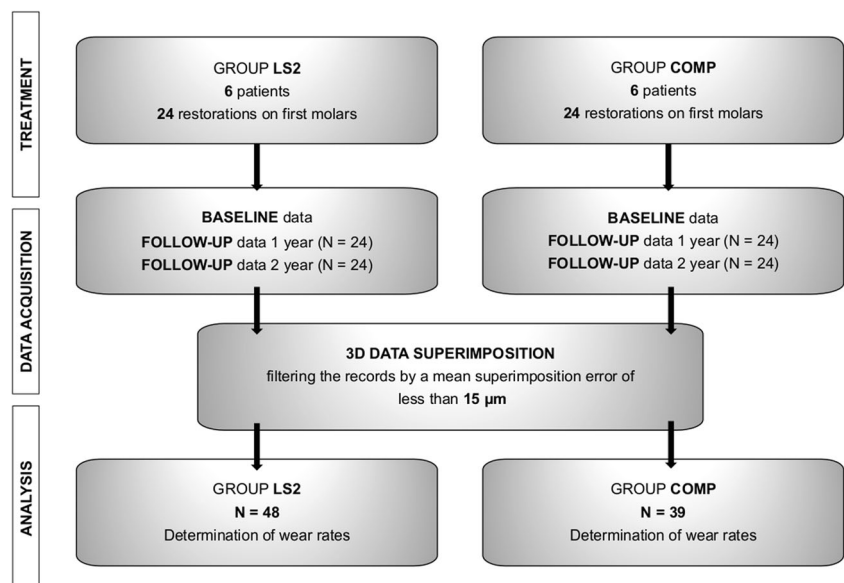 TREATMENT
GROUP LS2
6 patients
24 restorations on first molars
GROUP COMP
6 patients
24 restorations on first molars
DATA ACQUISITION
BASELINE data
FOLLOW-UP data 1 year (N = 24)
FOLLOW-UP data 2 year (N = 24)
BASELINE data
FOLLOW-UP data 1 year (N = 24)
FOLLOW-UP data 2 year (N = 24)
3D DATA SUPERIMPOSITION
filtering the records by a mean superimposition error of
less than 15 µm
ANALYSIS
GROUP LS2
N = 48
Determination of wear rates
GROUP COMP
N = 39
Determination of wear rates